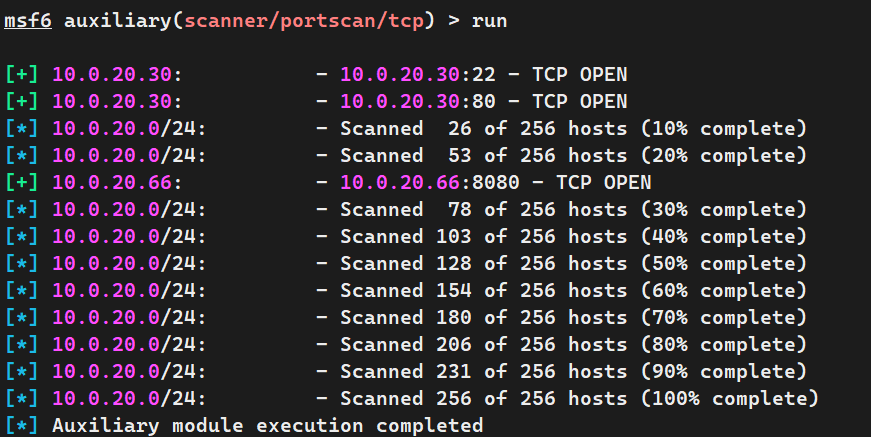 msf6 auxiliary(scanner/portscan/tcp) > run
[+] 10.0.20.30:           - 10.0.20.30:22 - TCP OPEN
[+] 10.0.20.30:           - 10.0.20.30:80 - TCP OPEN
[*] 10.0.20.0/24:         - Scanned  26 of 256 hosts (10% complete)
[*] 10.0.20.0/24:         - Scanned  53 of 256 hosts (20% complete)
[+] 10.0.20.66:           - 10.0.20.66:8080 - TCP OPEN
[*] 10.0.20.0/24:         - Scanned  78 of 256 hosts (30% complete)
[*] 10.0.20.0/24:         - Scanned 103 of 256 hosts (40% complete)
[*] 10.0.20.0/24:         - Scanned 128 of 256 hosts (50% complete)
[*] 10.0.20.0/24:         - Scanned 154 of 256 hosts (60% complete)
[*] 10.0.20.0/24:         - Scanned 180 of 256 hosts (70% complete)
[*] 10.0.20.0/24:         - Scanned 206 of 256 hosts (80% complete)
[*] 10.0.20.0/24:         - Scanned 231 of 256 hosts (90% complete)
[*] 10.0.20.0/24:         - Scanned 256 of 256 hosts (100% complete)
[*] Auxiliary module execution completed